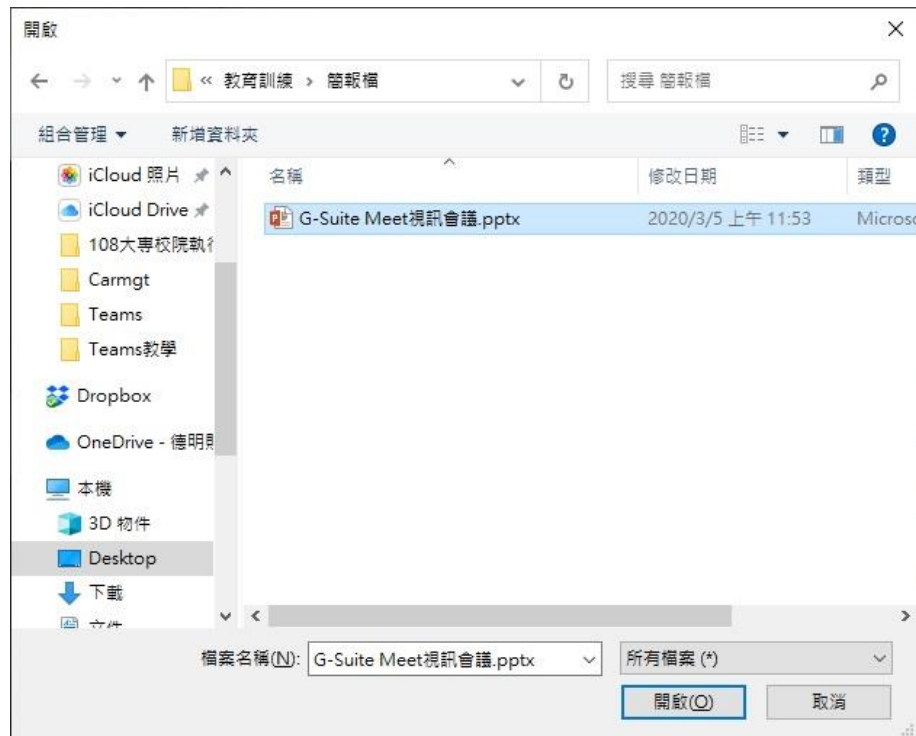 開啟
« 教育訓練 › 簡報檔
搜尋 簡報檔
組合管理
新增資料夾
名稱
修改日期
類型
iCloud 照片
iCloud Drive
108大專校院執行
Carmgt
Teams
Teams教學
Dropbox
OneDrive - 德明
本機
3D 物件
Desktop
下載
文件
G-Suite Meet視訊會議.pptx
2020/3/5 上午 11:53
Microso
檔案名稱(N):
G-Suite Meet視訊會議.pptx
所有檔案 (*)
開啟(O)
取消